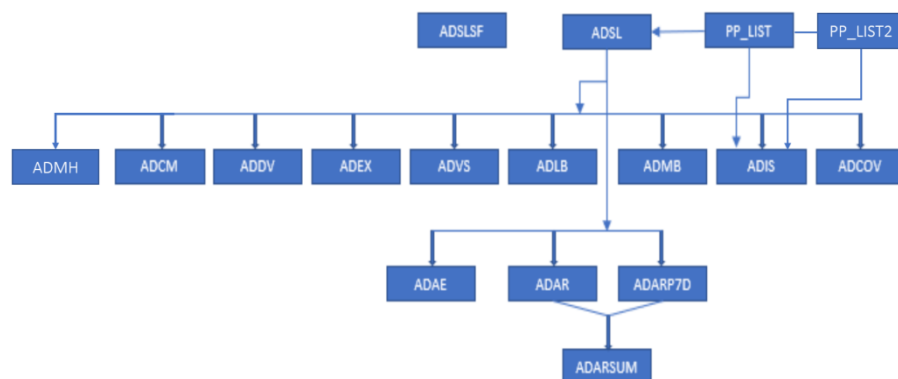 ADSLSF
ADSL
PP_LIST
PP_LIST2
ADMH
ADCM
ADDV
ADEX
ADVS
ADLB
ADMB
ADIS
ADCOV
ADAE
ADAR
ADARP7D
ADARSUM